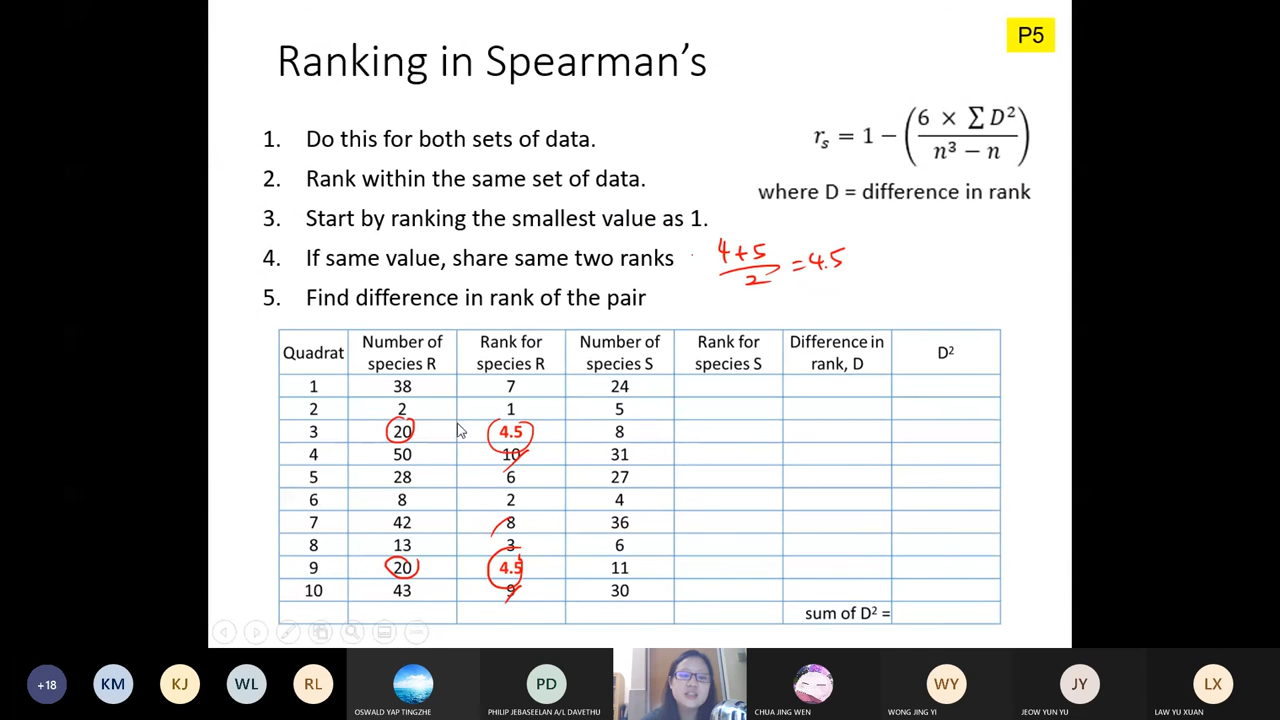 P5
Ranking in Spearman's
1. Do this for both sets of data.
2. Rank within the same set of data.
3. Start by ranking the smallest value as 1.
4. If same value, share same two ranks
5. Find difference in rank of the pair
r_s = 1 − (6 × ∑ D² / n³ − n)
where D = difference in rank
4+5 / 2 = 4.5
Quadrat Number of species R Rank for species R Number of species S Rank for species S Difference in rank, D D²
1 38 7 24
2 2 1 5
3 20 4.5 8
4 50 10 31
5 28 6 27
6 8 2 4
7 42 8 36
8 13 3 6
9 20 4.5 11
10 43 9 30
sum of D² =
+18 KM KJ WL RL PD WY JY LX
OSWALD YAP TINGZHE PHILIP JEBASEELAN A/L DAVETHU CHUA JING WEN WONG JING YI JEOW YUN YU LAW YU XUAN